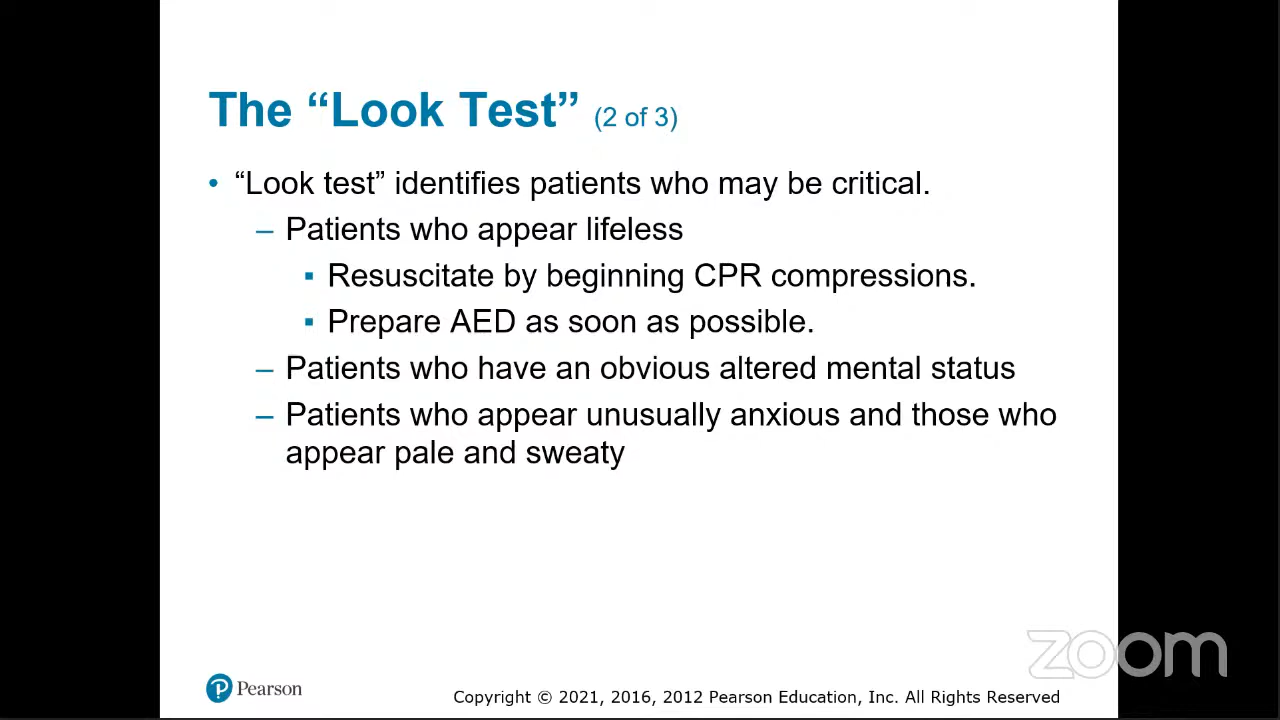 The “Look Test” (2 of 3)
• “Look test” identifies patients who may be critical.
– Patients who appear lifeless
▪ Resuscitate by beginning CPR compressions.
▪ Prepare AED as soon as possible.
– Patients who have an obvious altered mental status
– Patients who appear unusually anxious and those who
appear pale and sweaty
zoom
Pearson
Copyright © 2021, 2016, 2012 Pearson Education, Inc. All Rights Reserved